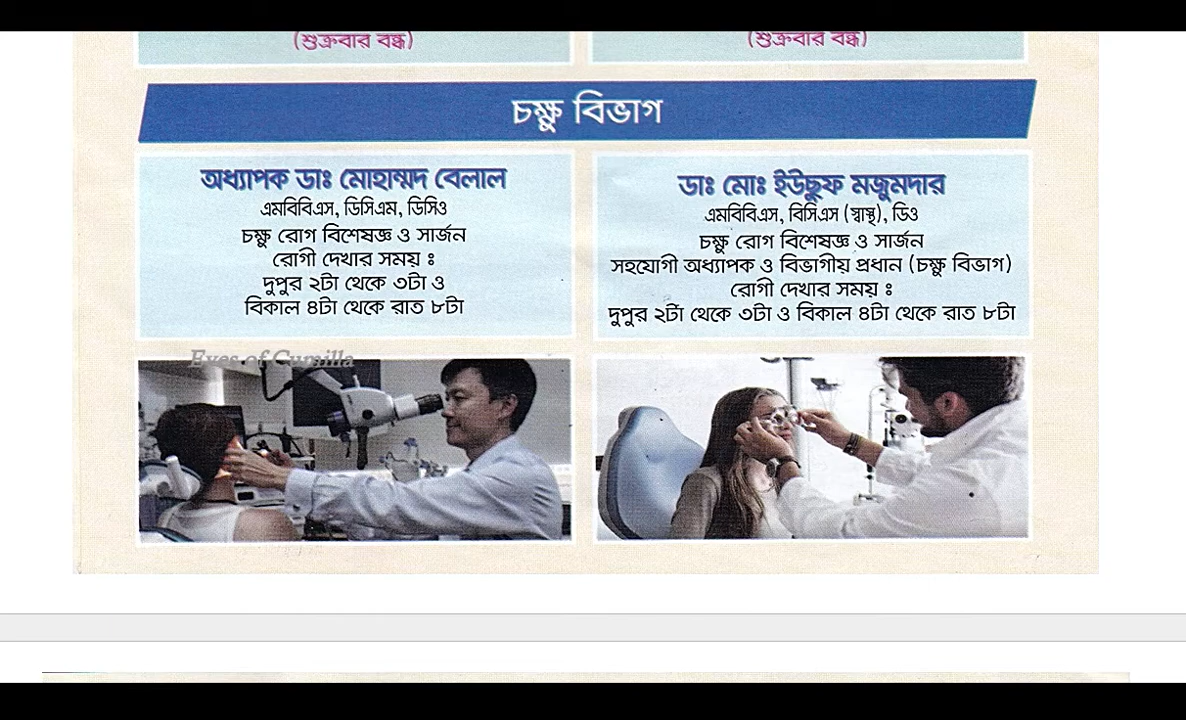 (শুক্রবার বন্ধ)
(শুক্রবার বন্ধ)
চক্ষু বিভাগ
অধ্যাপক ডাঃ মোহাম্মদ বেলাল
এমবিবিএস, ডিসিএম, ডিসিও
চক্ষু রোগ বিশেষজ্ঞ ও সার্জন
রোগী দেখার সময় ঃ
দুপুর ২টা থেকে ৩টা ও
বিকাল ৪টা থেকে রাত ৮টা
ডাঃ মোঃ ইউছুফ মজুমদার
এমবিবিএস, বিসিএস (স্বাস্থ), ডিও
চক্ষু রোগ বিশেষজ্ঞ ও সার্জন
সহযোগী অধ্যাপক ও বিভাগীয় প্রধান (চক্ষু বিভাগ)
রোগী দেখার সময় ঃ
দুপুর ২টা থেকে ৩টা ও বিকাল ৪টা থেকে রাত ৮টা
Eyes of Cumilla